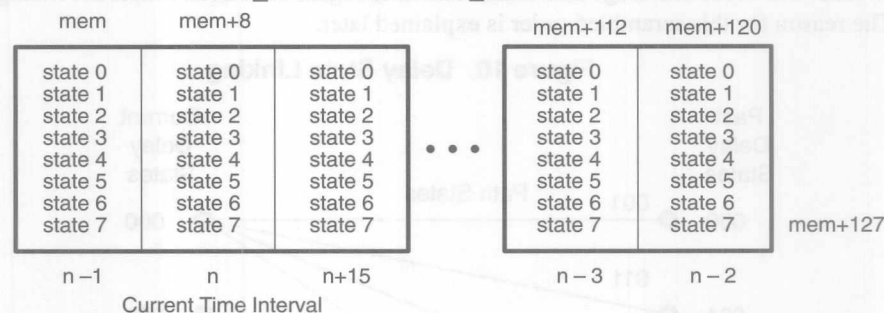 mem mem+8 mem+112 mem+120
state 0 state 0 state 0 state 0 state 0
state 1 state 1 state 1 state 1 state 1
state 2 state 2 state 2 state 2 state 2
state 3 state 3 state 3 state 3 state 3
state 4 state 4 state 4 state 4 state 4
state 5 state 5 state 5 state 5 state 5
state 6 state 6 state 6 state 6 state 6
state 7 state 7 state 7 state 7 state 7 mem+127
n –1 n n+15 n – 3 n – 2
Current Time Interval